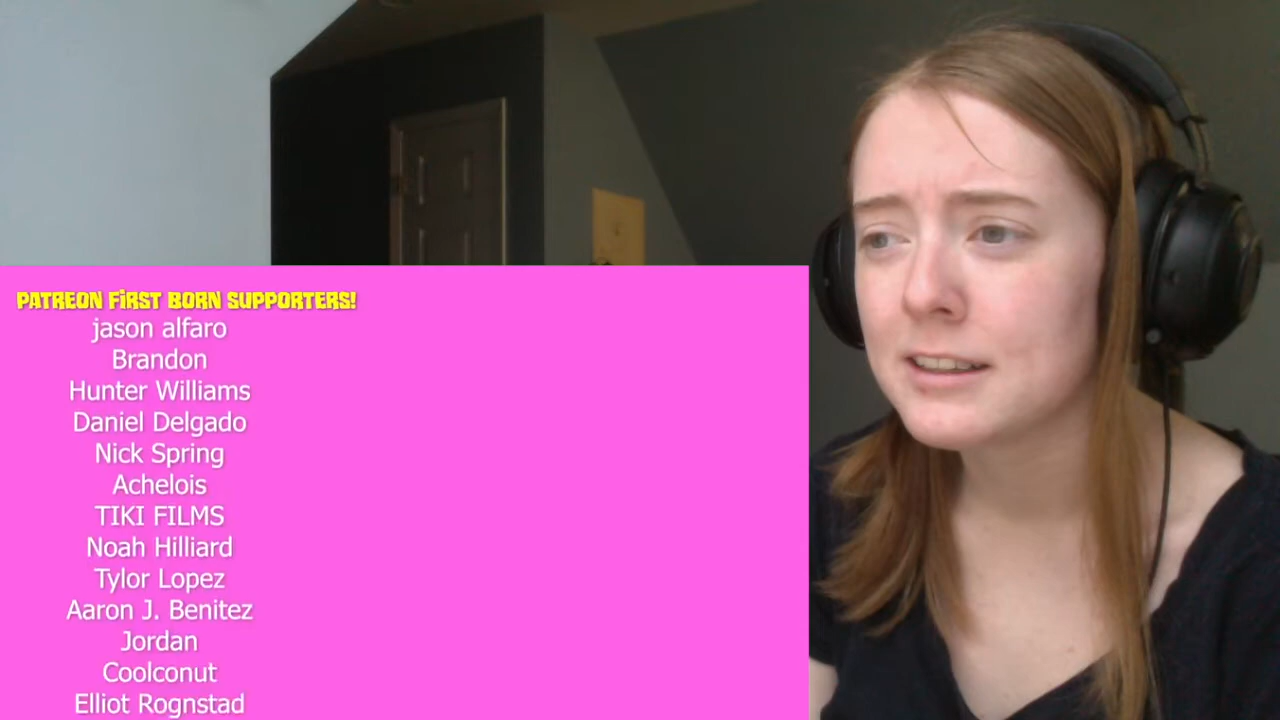 PATREON FiRST BORN SUPPORTERS!
jason alfaro
Brandon
Hunter Williams
Daniel Delgado
Nick Spring
Achelois
TIKI FILMS
Noah Hilliard
Tylor Lopez
Aaron J. Benitez
Jordan
Coolconut
Elliot Rognstad